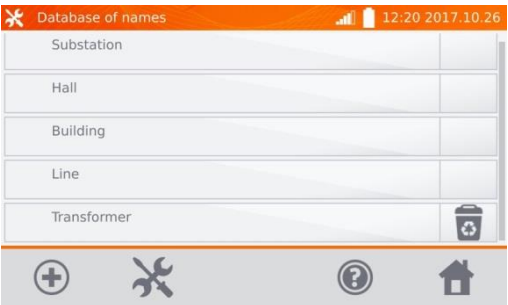 Database of names 12:20 2017.10.26
Substation
Hall
Building
Line
Transformer